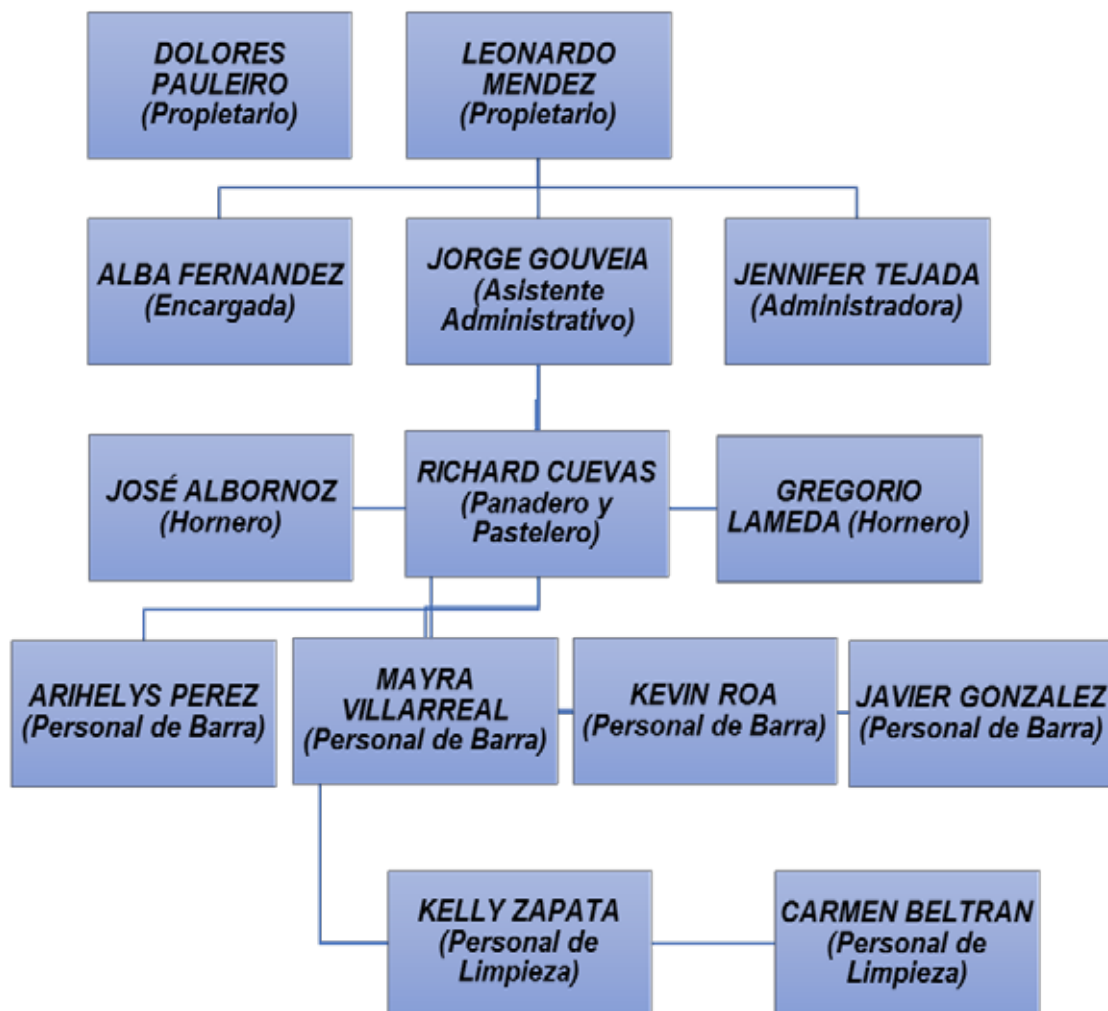 DOLORES
PAULEIRO
(Propietario)
LEONARDO
MENDEZ
(Propietario)
ALBA FERNANDEZ
(Encargada)
JORGE GOUVEIA
(Asistente
Administrativo)
JENNIFER TEJADA
(Administradora)
JOSÉ ALBORNOZ
(Hornero)
RICHARD CUEVAS
(Panadero y
Pastelero)
GREGORIO
LAMEDA (Hornero)
ARIHELYS PEREZ
(Personal de Barra)
MAYRA
VILLARREAL
(Personal de Barra)
KEVIN ROA
(Personal de Barra)
JAVIER GONZALEZ
(Personal de Barra)
KELLY ZAPATA
(Personal de
Limpieza)
CARMEN BELTRAN
(Personal de
Limpieza)